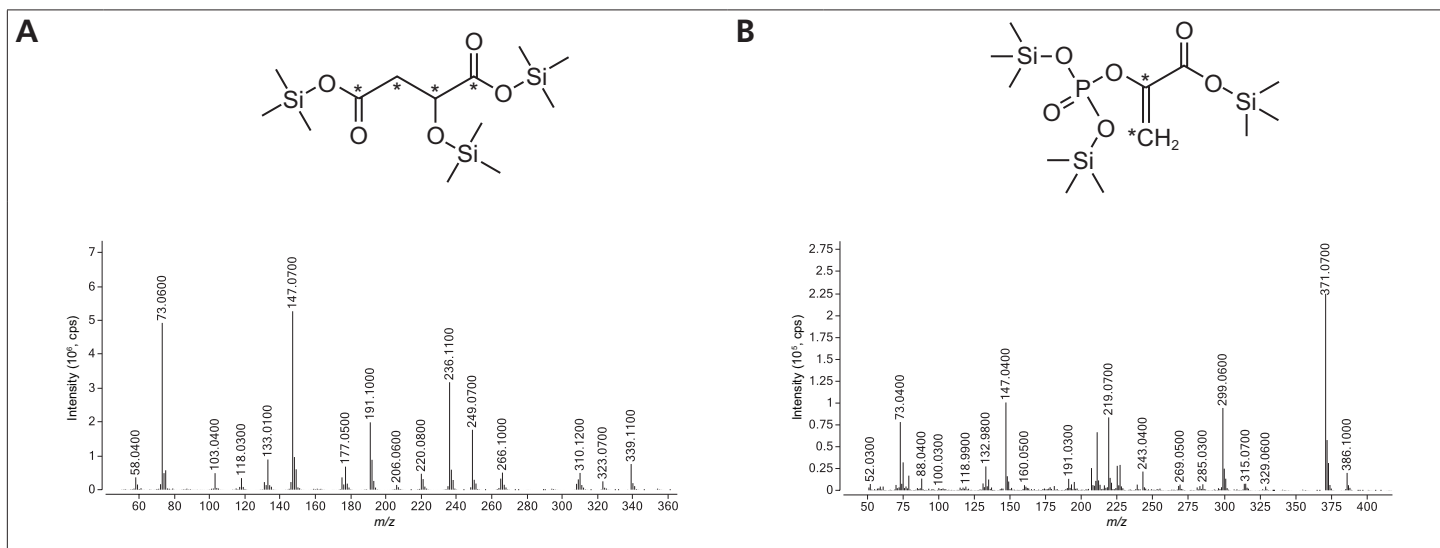 A
O
O
Si
O
*
*
*
*
O
Si
O
O
Si
Intensity (10⁶, cps)
7
6
5
4
3
2
1
0
58.0400
73.0600
103.0400
118.0300
133.0100
147.0700
177.0500
191.1000
206.0600
220.0800
236.1100
249.0700
266.1000
310.1200
323.0700
339.1100
60 80 100 120 140 160 180 200 220 240 260 280 300 320 340 360
m/z
B
Si
O
O
P
O
*
O
Si
O
O
*CH₂
Si
Intensity (10⁵, cps)
2.75
2.5
2.25
2
1.75
1.5
1.25
1
0.75
0.5
0.25
0
52.0300
73.0400
88.0400
100.0300
118.9900
132.9800
147.0400
160.0500
191.0300
219.0700
243.0400
269.0500
285.0300
299.0600
315.0700
329.0600
371.0700
386.1000
50 75 100 125 150 175 200 225 250 275 300 325 350 375 400
m/z